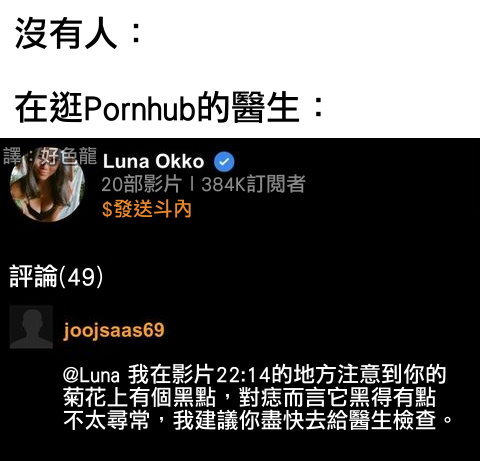 沒有人：
在逛Pornhub的醫生：
譯：好色龍
Luna Okko
20部影片 | 384K訂閱者
$發送斗內
評論(49)
joojsaas69
@Luna 我在影片22:14的地方注意到你的
菊花上有個黑點，對痣而言它黑得有點
不太尋常，我建議你盡快去給醫生檢查。